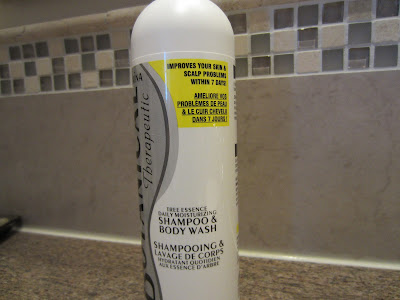 IMPROVES YOUR SKIN &
SCALP PROBLEMS
WITHIN 7 DAYS!
AMELIORE VOS
PROBLÈMES DE PEAU
& LE CUIR CHEVELU
DANS 7 JOURS!
Therapeutic
TREE ESSENCE
DAILY MOISTURIZING
SHAMPOO &
BODY WASH
SHAMPOOING &
LAVAGE DE CORPS
HYDRATANT QUOTIDIEN
AUX ESSENCE D'ARBRE